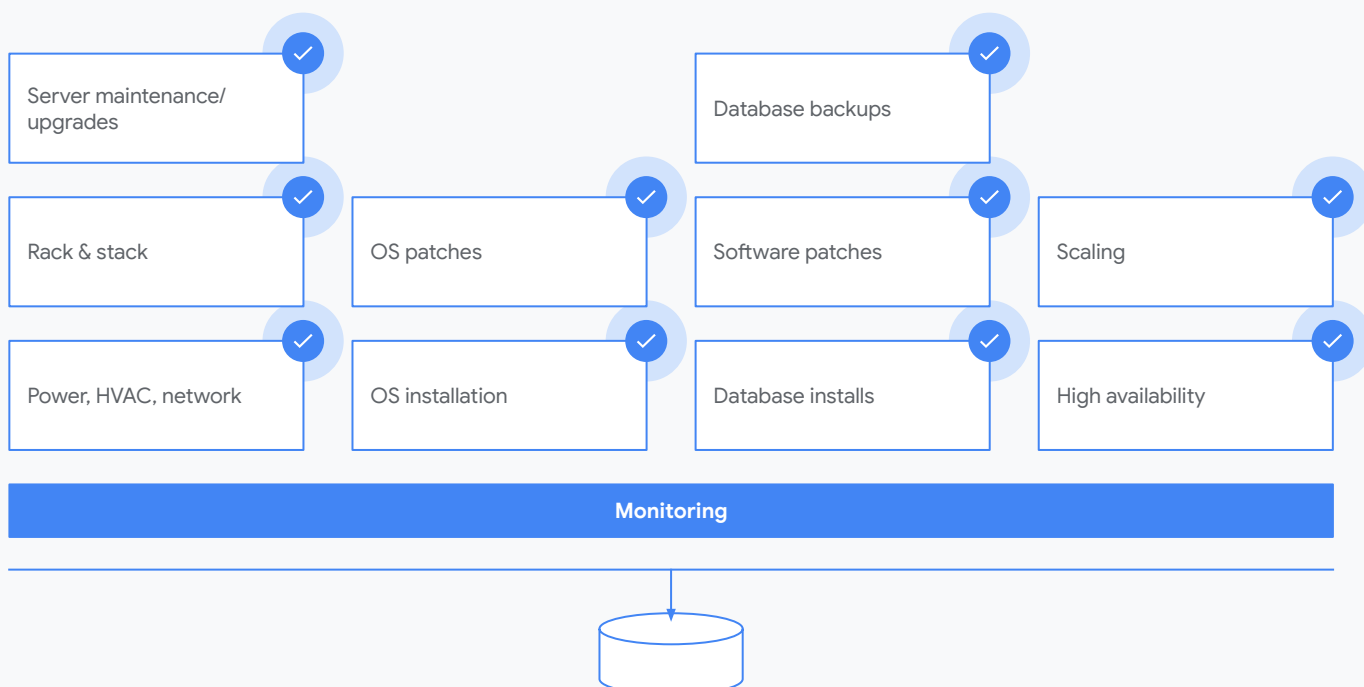 Server maintenance/
upgrades
Database backups
Rack & stack
OS patches
Software patches
Scaling
Power, HVAC, network
OS installation
Database installs
High availability
Monitoring